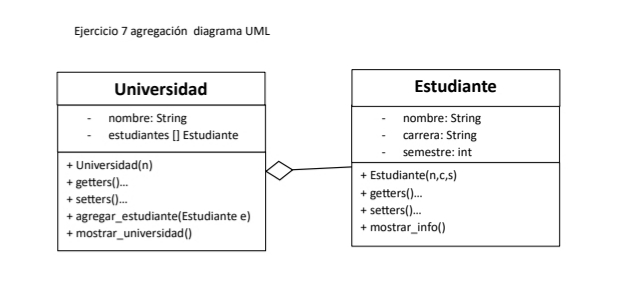 Ejercicio 7 agregación  diagrama UML
Universidad
- nombre: String
- estudiantes [] Estudiante
+ Universidad(n)
+ getters()...
+ setters()...
+ agregar_estudiante(Estudiante e)
+ mostrar_universidad()
Estudiante
- nombre: String
- carrera: String
- semestre: int
+ Estudiante(n,c,s)
+ getters()...
+ setters()...
+ mostrar_info()